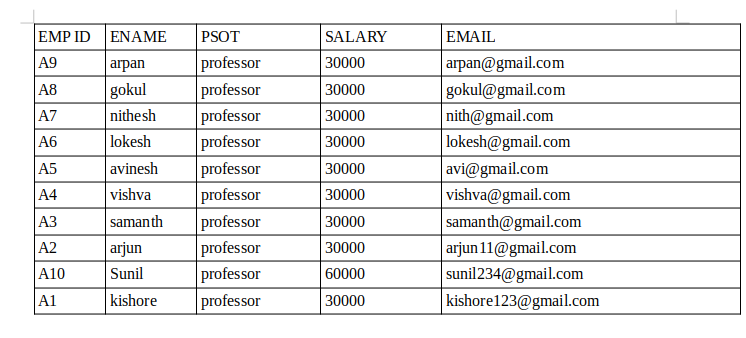 EMP ID ENAME PSOT SALARY EMAIL
A9 arpan professor 30000 arpan@gmail.com
A8 gokul professor 30000 gokul@gmail.com
A7 nithesh professor 30000 nith@gmail.com
A6 lokesh professor 30000 lokesh@gmail.com
A5 avinesh professor 30000 avi@gmail.com
A4 vishva professor 30000 vishva@gmail.com
A3 samanth professor 30000 samanth@gmail.com
A2 arjun professor 30000 arjun11@gmail.com
A10 Sunil professor 60000 sunil234@gmail.com
A1 kishore professor 30000 kishore123@gmail.com